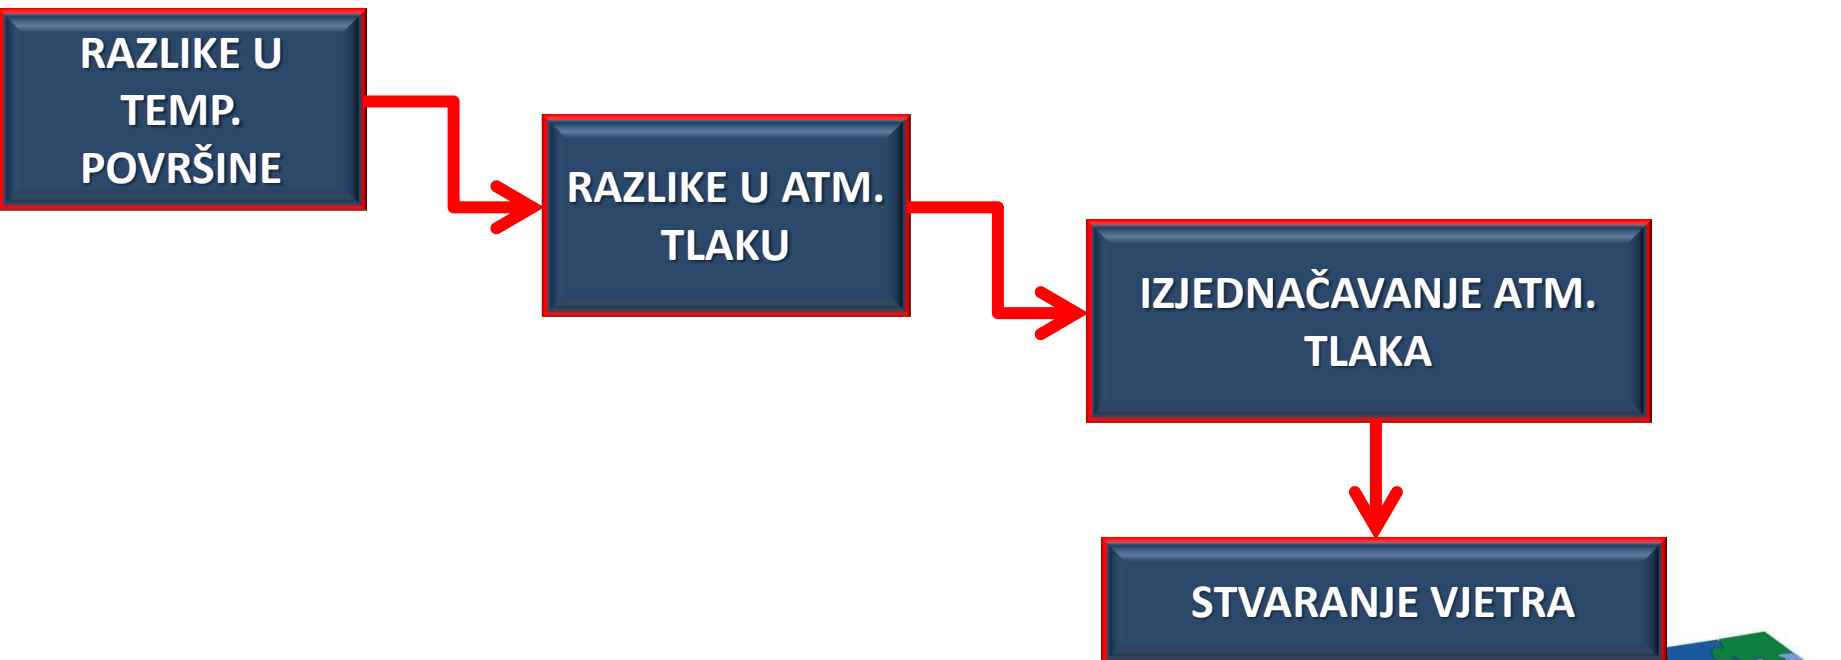 RAZLIKE U
TEMP.
POVRŠINE
RAZLIKE U ATM.
TLAKU
IZJEDNAČAVANJE ATM.
TLAKA
STVARANJE VJETRA